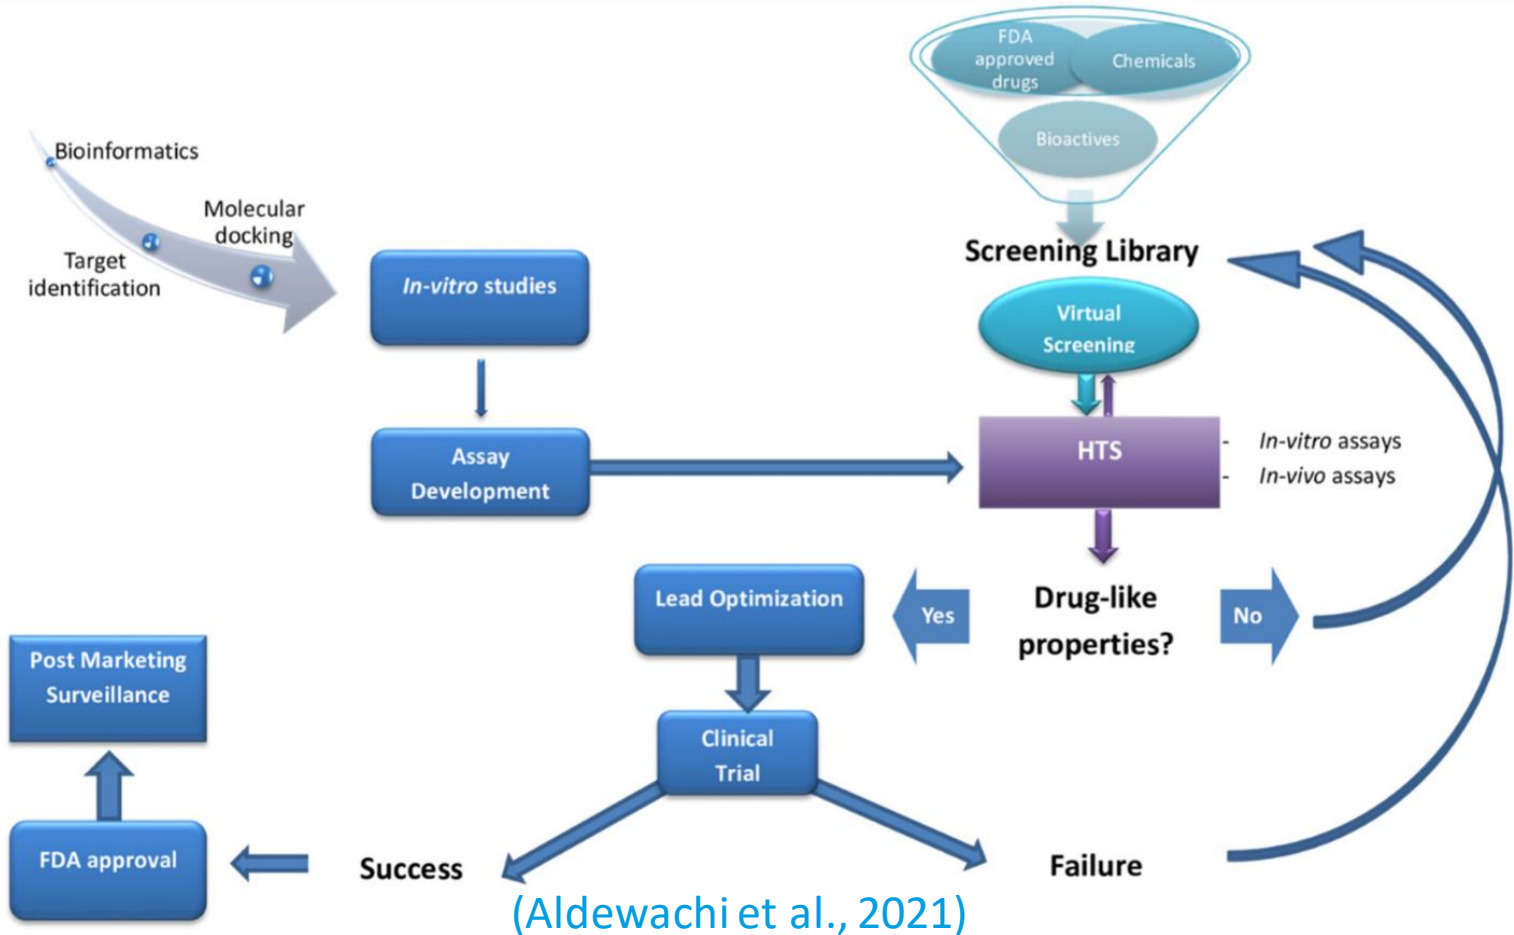 FDA
approved
drugs
Chemicals
Bioactives
Bioinformatics
Molecular
docking
Target
identification
In-vitro studies
Screening Library
Virtual
Screening
Assay
Development
HTS
- In-vitro assays
- In-vivo assays
Lead Optimization
Yes
Drug-like
properties?
No
Post Marketing
Surveillance
Clinical
Trial
FDA approval
Success
Failure
(Aldewachi et al., 2021)